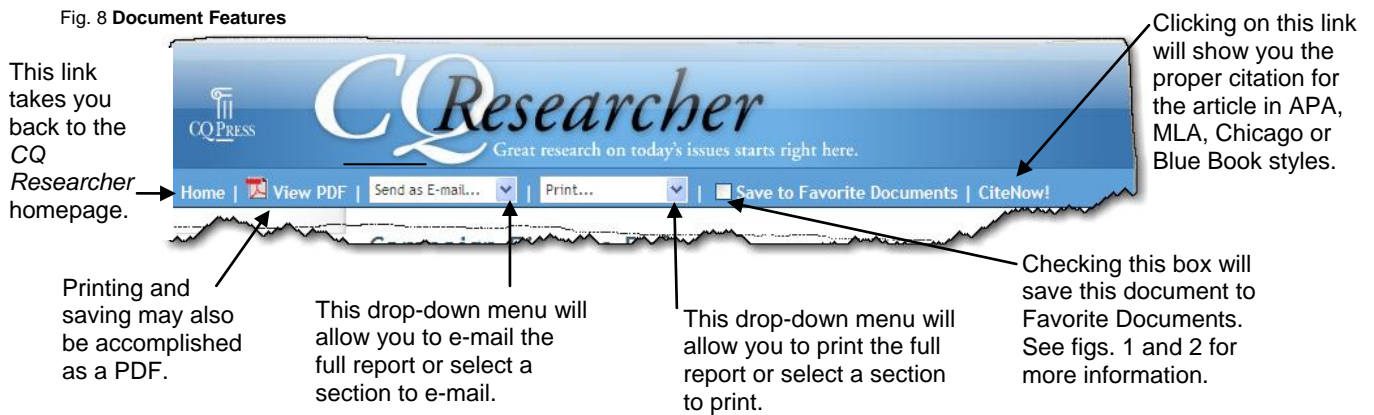 Fig. 8 Document Features
This link
takes you
back to the
CQ
Researcher
homepage.
CQ PRESS
CQ Researcher
Great research on today's issues starts right here.
Home | View PDF | Send as E-mail... | Print... | Save to Favorite Documents | CiteNow!
Clicking on this link
will show you the
proper citation for
the article in APA,
MLA, Chicago or
Blue Book styles.
Printing and
saving may also
be accomplished
as a PDF.
This drop-down menu will
allow you to e-mail the
full report or select a
section to e-mail.
This drop-down menu will
allow you to print the full
report or select a section
to print.
Checking this box will
save this document to
Favorite Documents.
See figs. 1 and 2 for
more information.